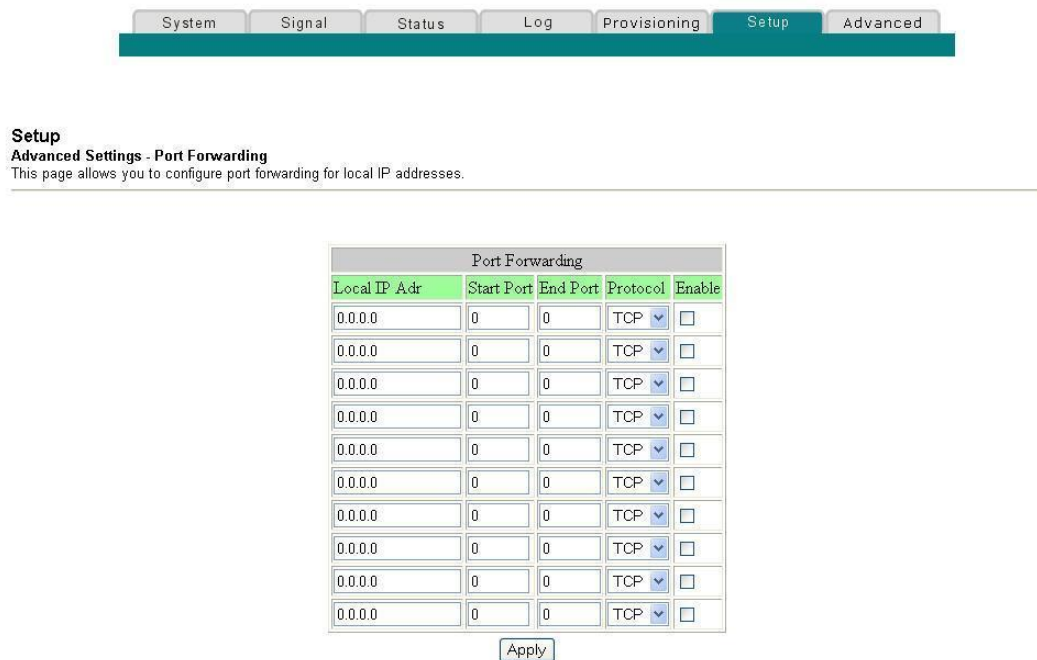 System Signal Status Log Provisioning Setup Advanced
Setup
Advanced Settings - Port Forwarding
This page allows you to configure port forwarding for local IP addresses.
Port Forwarding
Local IP Adr Start Port End Port Protocol Enable
0.0.0.0 0 0 TCP
0.0.0.0 0 0 TCP
0.0.0.0 0 0 TCP
0.0.0.0 0 0 TCP
0.0.0.0 0 0 TCP
0.0.0.0 0 0 TCP
0.0.0.0 0 0 TCP
0.0.0.0 0 0 TCP
0.0.0.0 0 0 TCP
0.0.0.0 0 0 TCP
Apply